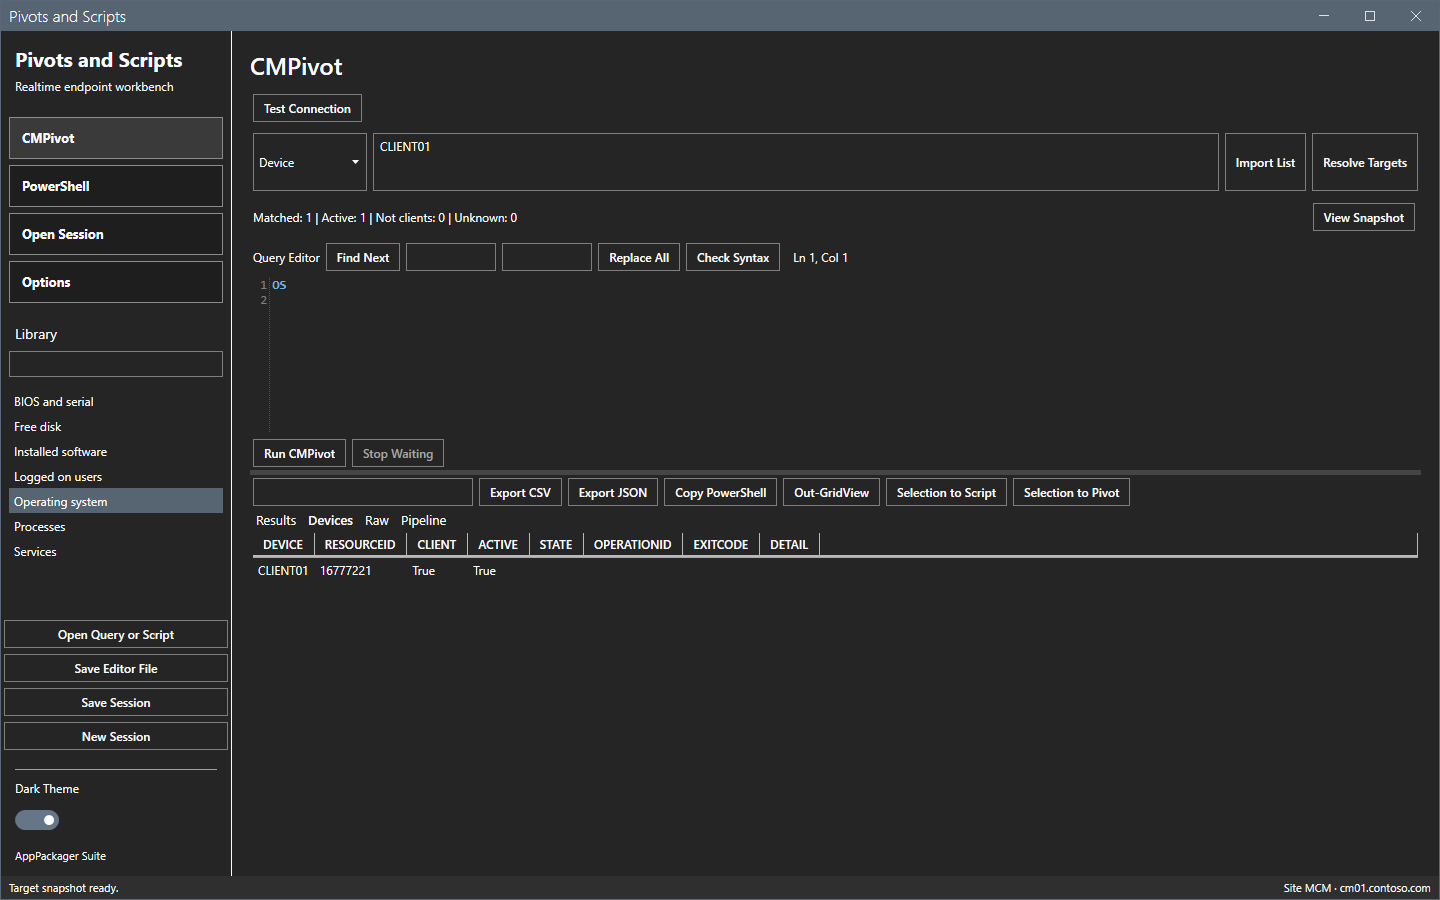 Pivots and Scripts
Pivots and Scripts
Realtime endpoint workbench
CMPivot
PowerShell
Open Session
Options
Library
BIOS and serial
Free disk
Installed software
Logged on users
Operating system
Processes
Services
Open Query or Script
Save Editor File
Save Session
New Session
Dark Theme
AppPackager Suite
CMPivot
Test Connection
Device
CLIENT01
Import List
Resolve Targets
Matched: 1 | Active: 1 | Not clients: 0 | Unknown: 0
View Snapshot
Query Editor
Find Next
Replace All
Check Syntax
Ln 1, Col 1
1 OS
2
Run CMPivot
Stop Waiting
Export CSV
Export JSON
Copy PowerShell
Out-GridView
Selection to Script
Selection to Pivot
Results Devices Raw Pipeline
DEVICE RESOURCEID CLIENT ACTIVE STATE OPERATIONID EXITCODE DETAIL
CLIENT01 16777221 True True
Target snapshot ready.
Site MCM · cm01.contoso.com